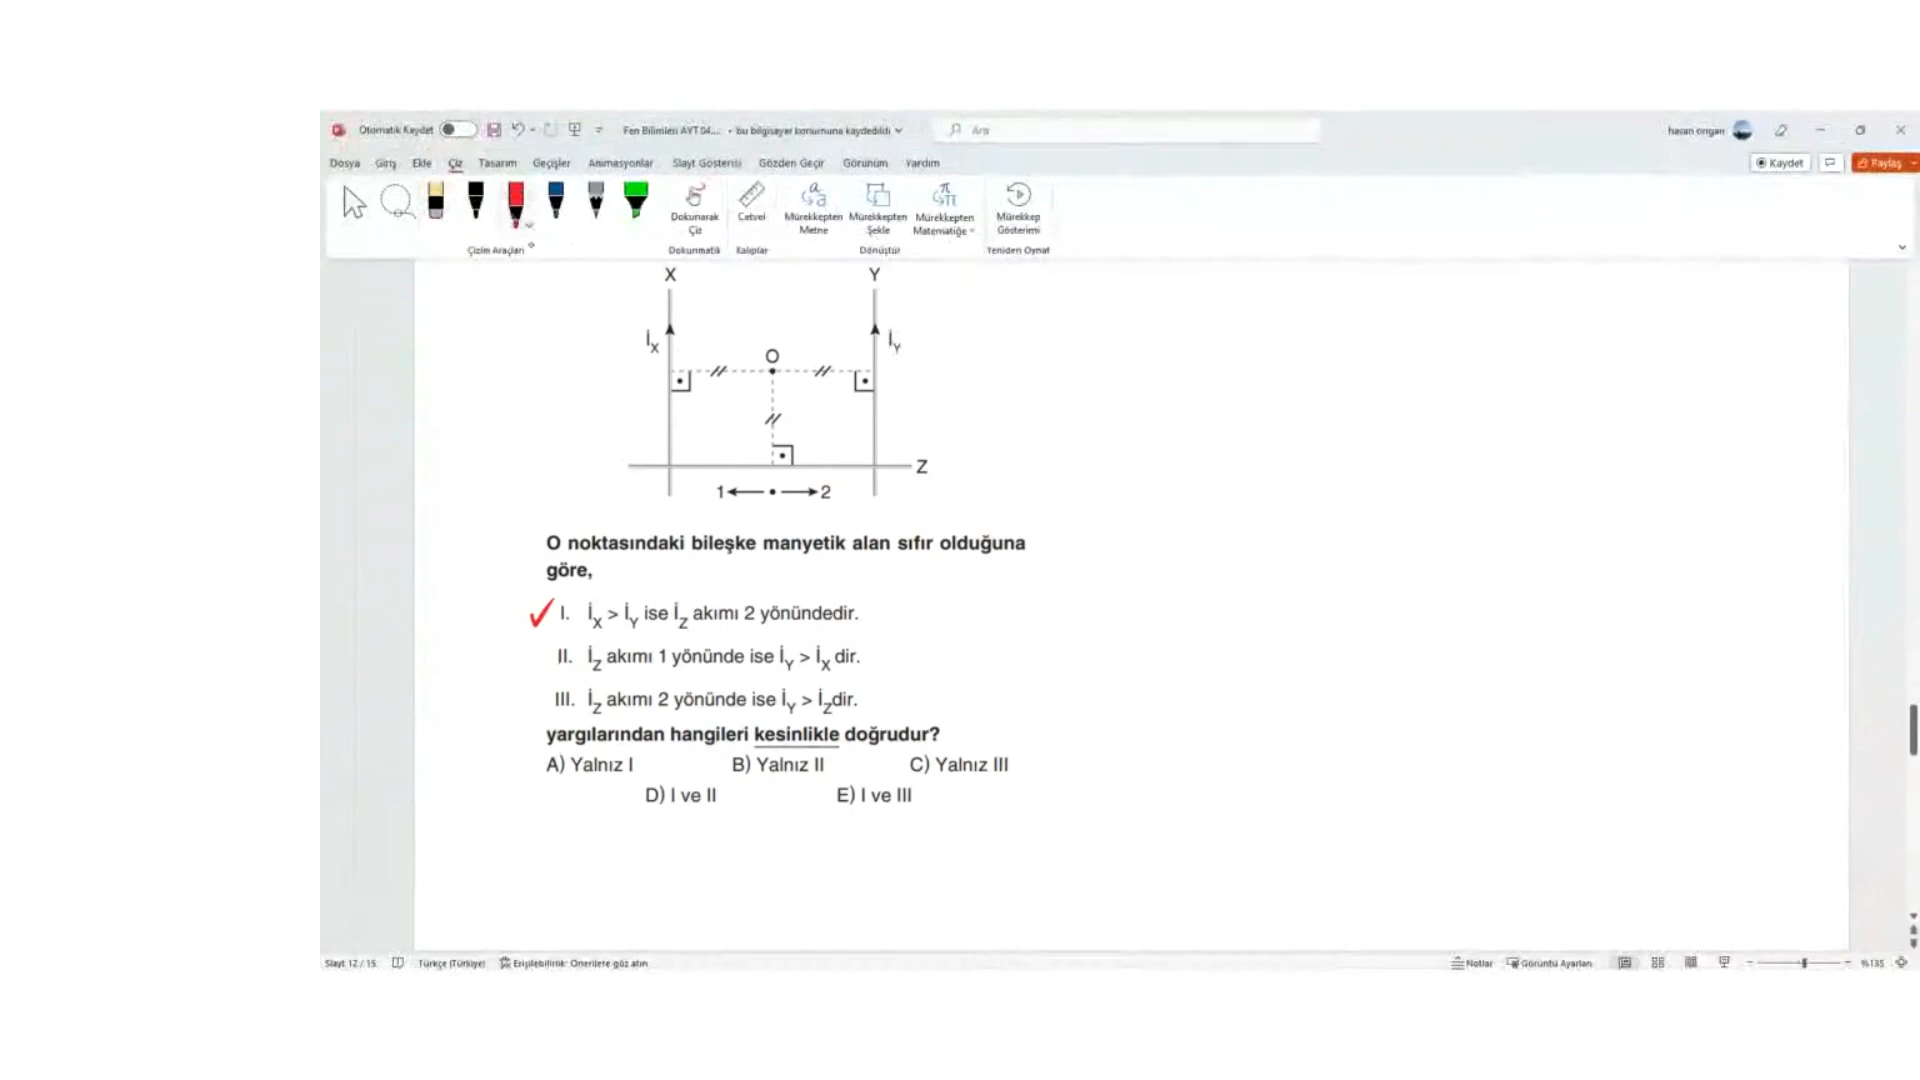 Otomatik Kaydet
Fen Bilimleri AYT 04... • bu bilgisayar konumuna kaydedildi
Ara
hasan ongan
Dosya Giriş Ekle Çiz Tasarım Geçişler Animasyonlar Slayt Gösterisi Gözden Geçir Görünüm Yardım
Kaydet
Paylaş
Dokunarak Çiz
Cetvel
Mürekkepten Metne
Mürekkepten Şekle
Mürekkepten Matematiğe
Mürekkep Gösterimi
Çizim Araçları
Dokunmatik
Kalıplar
Dönüştür
Yeniden Oynat
X Y
İX İY
O
Z
1 2
O noktasındaki bileşke manyetik alan sıfır olduğuna
göre,
I. İX > İY ise İZ akımı 2 yönündedir.
II. İZ akımı 1 yönünde ise İY > İX dir.
III. İZ akımı 2 yönünde ise İY > İZdir.
yargılarından hangileri kesinlikle doğrudur?
A) Yalnız I B) Yalnız II C) Yalnız III
D) I ve II E) I ve III
Slayt 12 / 15 Türkçe (Türkiye) Erişilebilirlik: Önerilere göz atın
Notlar Görüntü Ayarları %135